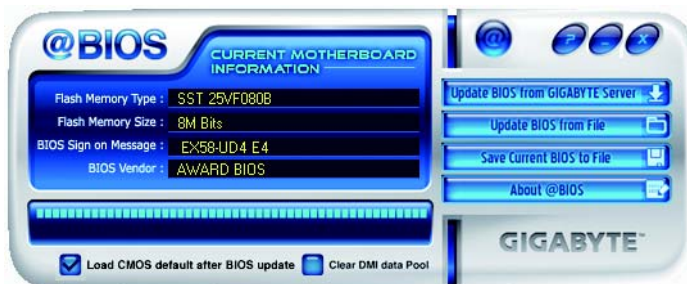 @BIOS
CURRENT MOTHERBOARD
INFORMATION
Flash Memory Type : SST 25VF080B
Flash Memory Size : 8M Bits
BIOS Sign on Message : EX58-UD4 E4
BIOS Vendor : AWARD BIOS
Load CMOS default after BIOS update
Clear DMI data Pool
@
? – X
Update BIOS from GIGABYTE Server
Update BIOS from File
Save Current BIOS to File
About @BIOS
GIGABYTE™